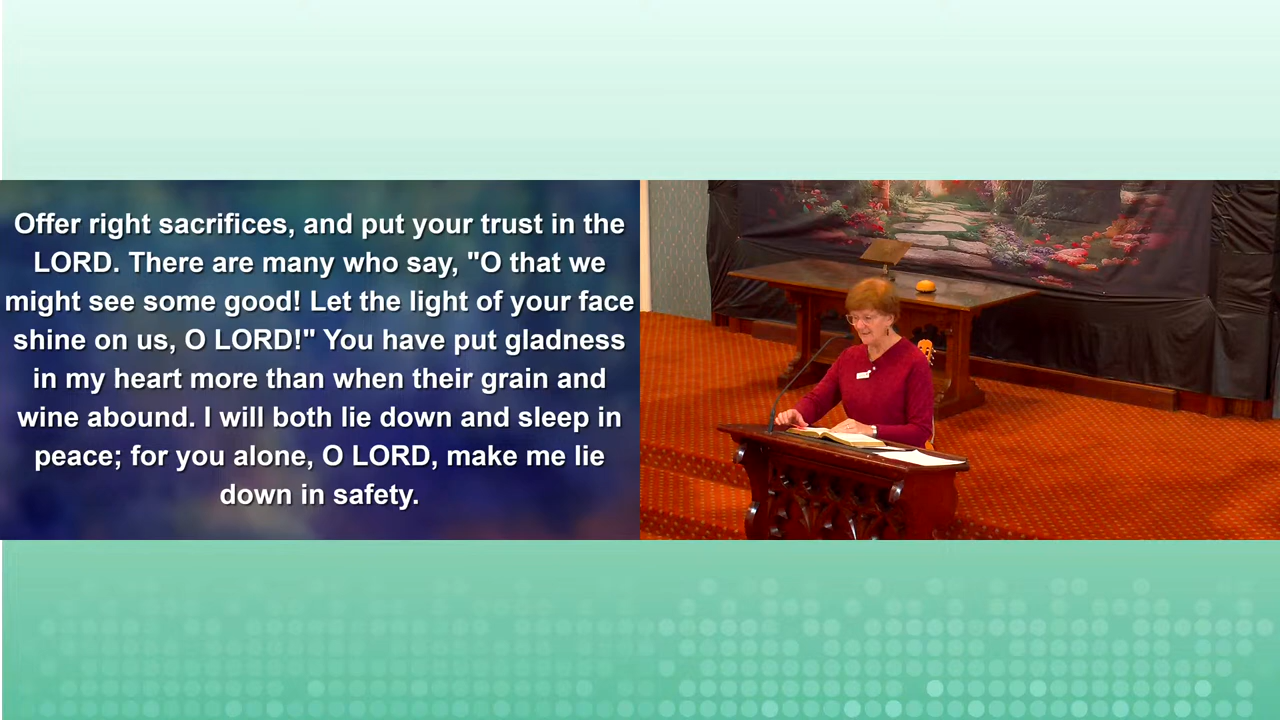 Offer right sacrifices, and put your trust in the
LORD. There are many who say, "O that we
might see some good! Let the light of your face
shine on us, O LORD!" You have put gladness
in my heart more than when their grain and
wine abound. I will both lie down and sleep in
peace; for you alone, O LORD, make me lie
down in safety.